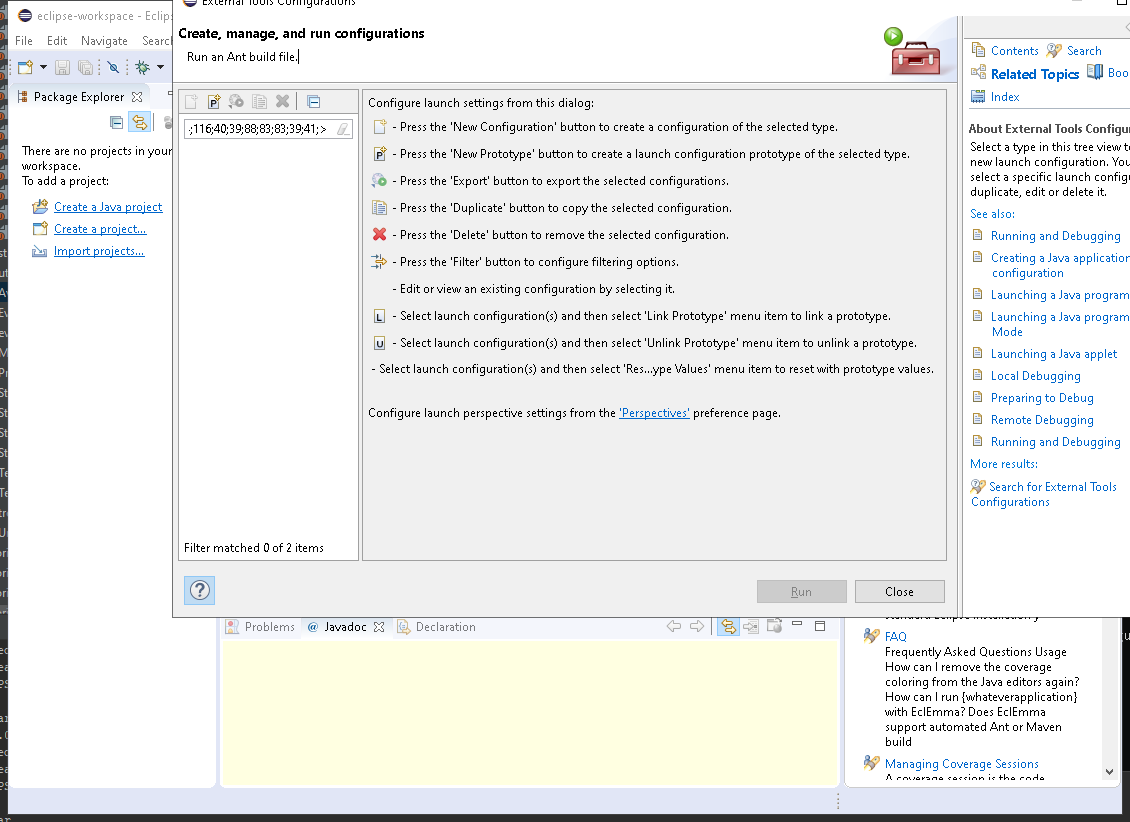 eclipse-workspace - Eclip
External Tools Configurations
File Edit Navigate Search
Create, manage, and run configurations
Run an Ant build file.
Package Explorer
There are no projects in your
workspace.
To add a project:
Create a Java project
Create a project...
Import projects...
;116;40;39;88;83;83;39;41;>
Filter matched 0 of 2 items
Configure launch settings from this dialog:
- Press the 'New Configuration' button to create a configuration of the selected type.
- Press the 'New Prototype' button to create a launch configuration prototype of the selected type.
- Press the 'Export' button to export the selected configurations.
- Press the 'Duplicate' button to copy the selected configuration.
- Press the 'Delete' button to remove the selected configuration.
- Press the 'Filter' button to configure filtering options.
- Edit or view an existing configuration by selecting it.
L - Select launch configuration(s) and then select 'Link Prototype' menu item to link a prototype.
U - Select launch configuration(s) and then select 'Unlink Prototype' menu item to unlink a prototype.
- Select launch configuration(s) and then select 'Res...ype Values' menu item to reset with prototype values.
Configure launch perspective settings from the 'Perspectives' preference page.
Run Close
Contents Search
Related Topics Boo
Index
About External Tools Configur
Select a type in this tree view to
new launch configuration. You
select a specific launch configu
duplicate, edit or delete it.
See also:
Running and Debugging
Creating a Java application
configuration
Launching a Java program
Launching a Java program
Mode
Launching a Java applet
Local Debugging
Preparing to Debug
Remote Debugging
Running and Debugging
More results:
Search for External Tools
Configurations
Problems @ Javadoc Declaration
standard Eclipse installation
FAQ
Frequently Asked Questions Usage
How can I remove the coverage
coloring from the Java editors again?
How can I run {whateverapplication}
with EclEmma? Does EclEmma
support automated Ant or Maven
build
Managing Coverage Sessions
A coverage session is the code